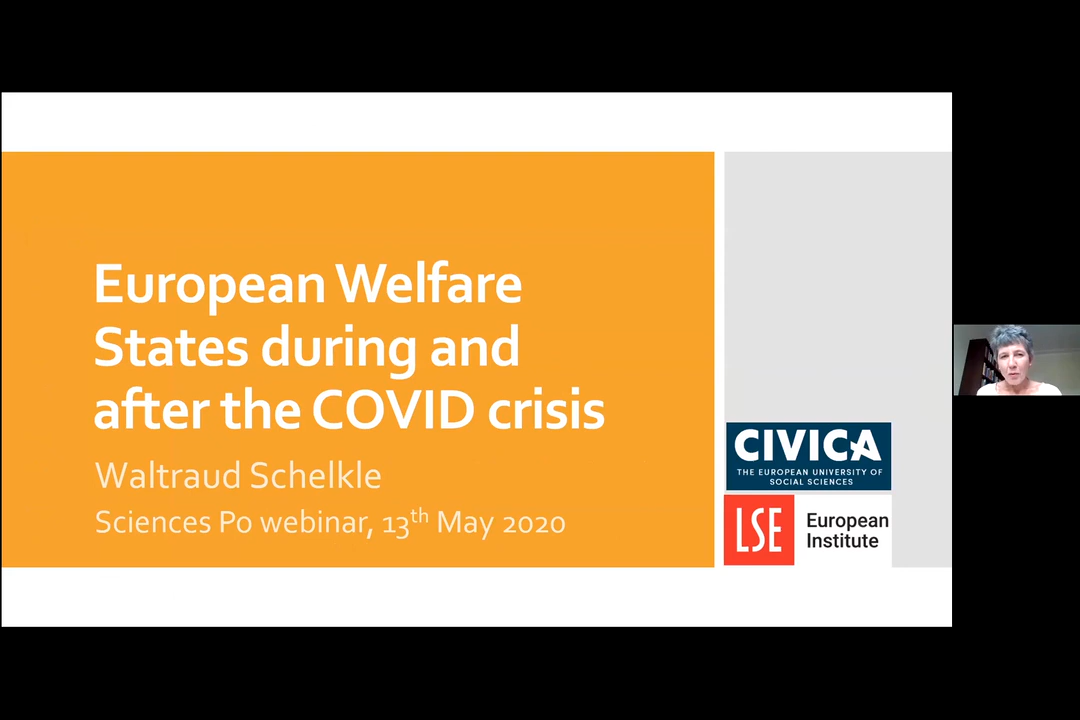 European Welfare
States during and
after the COVID crisis
Waltraud Schelkle
Sciences Po webinar, 13th May 2020
CIVICA
THE EUROPEAN UNIVERSITY OF
SOCIAL SCIENCES
LSE
European
Institute